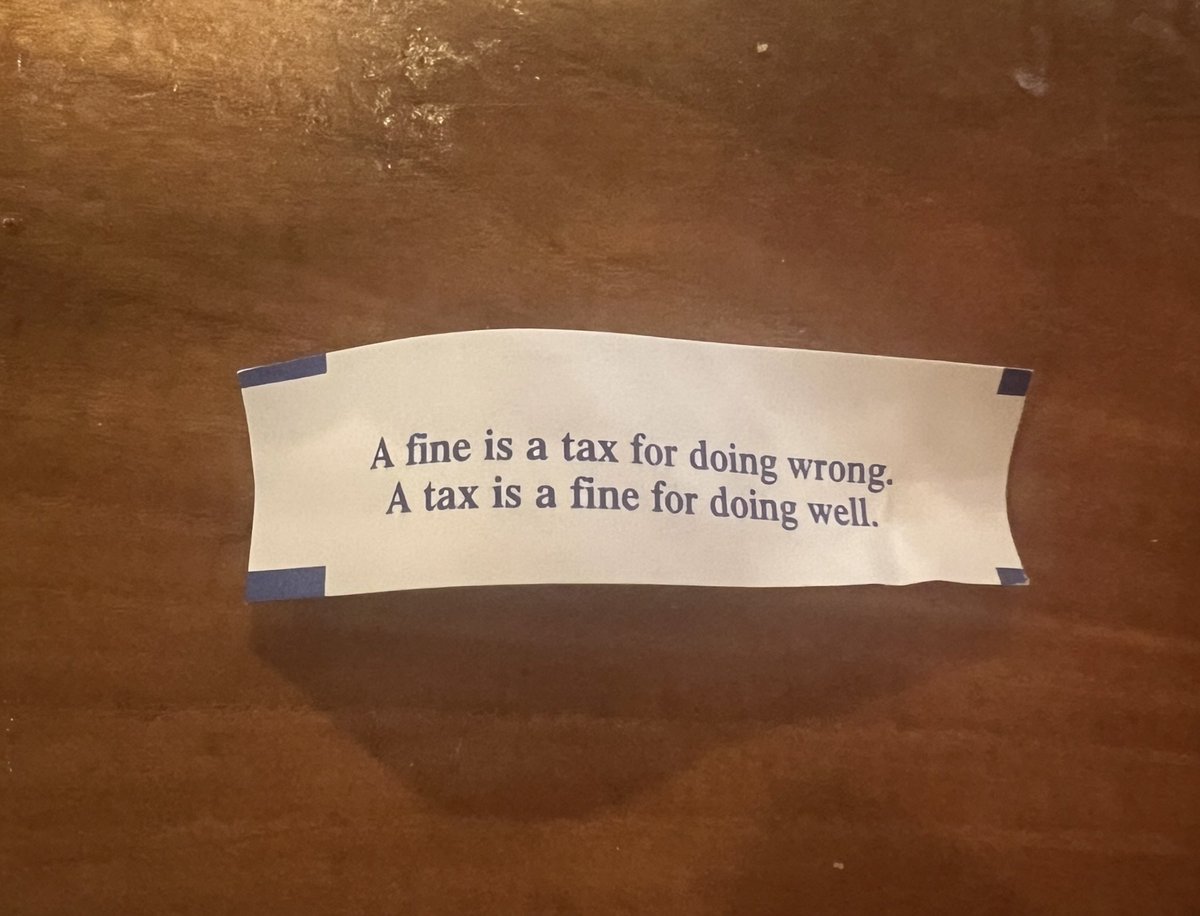 A fine is a tax for doing wrong.
A tax is a fine for doing well.